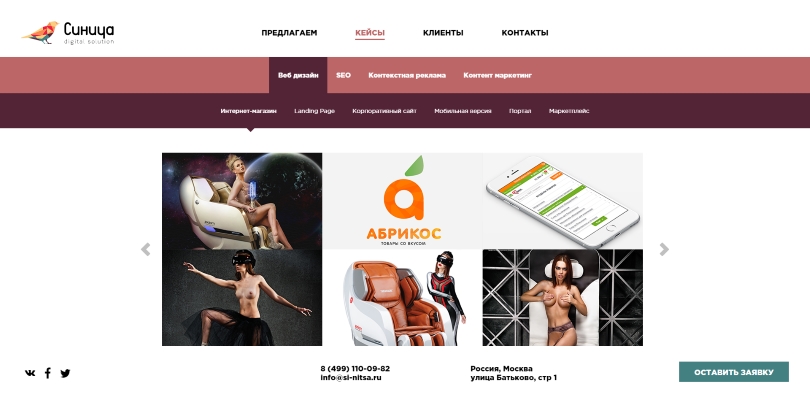 Синица
digital solution
ПРЕДЛАГАЕМ
КЕЙСЫ
КЛИЕНТЫ
КОНТАКТЫ
Веб дизайн
SEO
Контекстная реклама
Контент маркетинг
Интернет-магазин
Landing Page
Корпоративный сайт
Мобильная версия
Портал
Маркетплейс
АБРИКОС
ТОВАРЫ СО ВКУСОМ
8 (499) 110-09-82
info@si-nitsa.ru
Россия, Москва
улица Батьково, стр 1
ОСТАВИТЬ ЗАЯВКУ